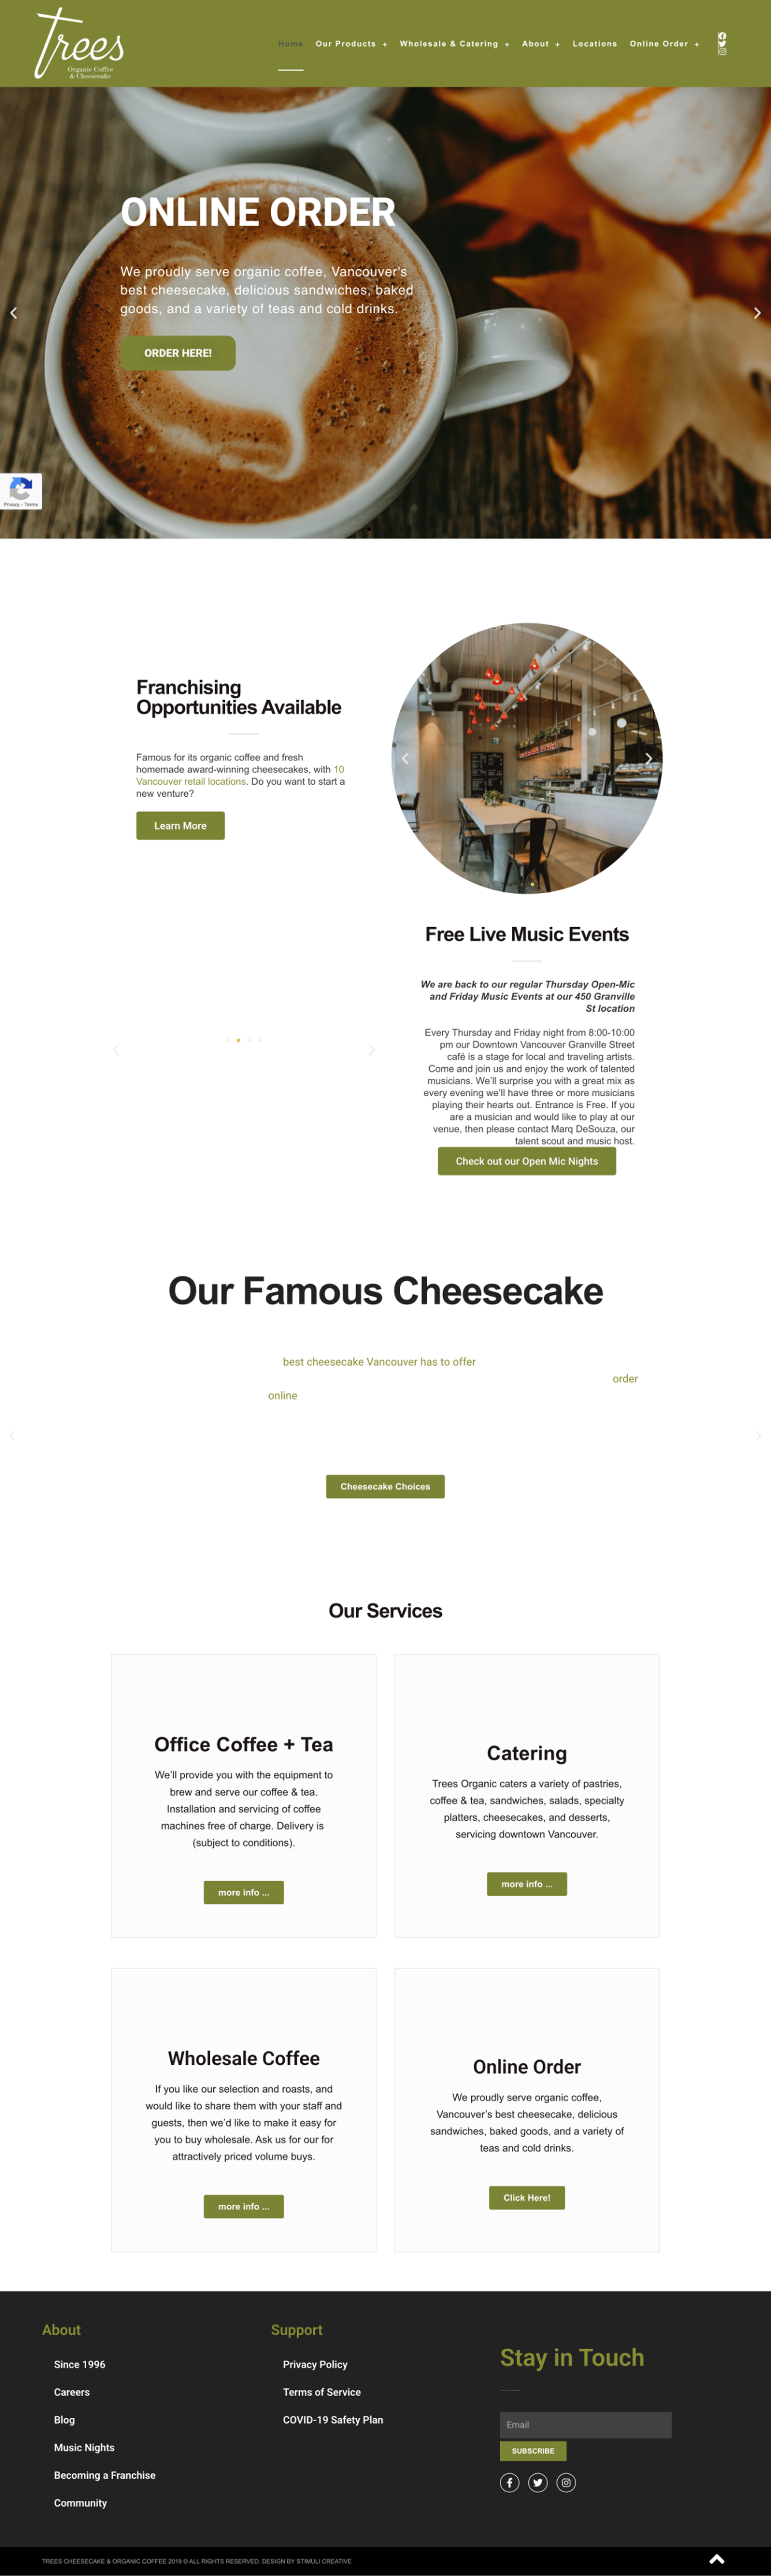 Trees
Organic Coffee
& Cheesecake
Home
Our Products +
Wholesale & Catering +
About +
Locations
Online Order +
ONLINE ORDER
We proudly serve organic coffee, Vancouver's
best cheesecake, delicious sandwiches, baked
goods, and a variety of teas and cold drinks.
ORDER HERE!
Privacy - Terms
Franchising
Opportunities Available
Famous for its organic coffee and fresh
homemade award-winning cheesecakes, with 10
Vancouver retail locations. Do you want to start a
new venture?
Learn More
Free Live Music Events
We are back to our regular Thursday Open-Mic
and Friday Music Events at our 450 Granville
St location
Every Thursday and Friday night from 8:00-10:00
pm our Downtown Vancouver Granville Street
café is a stage for local and traveling artists.
Come and join us and enjoy the work of talented
musicians. We'll surprise you with a great mix as
every evening we'll have three or more musicians
playing their hearts out. Entrance is Free. If you
are a musician and would like to play at our
venue, then please contact Marq DeSouza, our
talent scout and music host.
Check out our Open Mic Nights
Our Famous Cheesecake
best cheesecake Vancouver has to offer
order
online
Cheesecake Choices
Our Services
Office Coffee + Tea
We'll provide you with the equipment to
brew and serve our coffee & tea.
Installation and servicing of coffee
machines free of charge. Delivery is
(subject to conditions).
more info ...
Catering
Trees Organic caters a variety of pastries,
coffee & tea, sandwiches, salads, specialty
platters, cheesecakes, and desserts,
servicing downtown Vancouver.
more info ...
Wholesale Coffee
If you like our selection and roasts, and
would like to share them with your staff and
guests, then we'd like to make it easy for
you to buy wholesale. Ask us for our for
attractively priced volume buys.
more info ...
Online Order
We proudly serve organic coffee,
Vancouver's best cheesecake, delicious
sandwiches, baked goods, and a variety of
teas and cold drinks.
Click Here!
About
Since 1996
Careers
Blog
Music Nights
Becoming a Franchise
Community
Support
Privacy Policy
Terms of Service
COVID-19 Safety Plan
Stay in Touch
Email
SUBSCRIBE
TREES CHEESECAKE & ORGANIC COFFEE 2019 © ALL RIGHTS RESERVED. DESIGN BY STIMULI CREATIVE